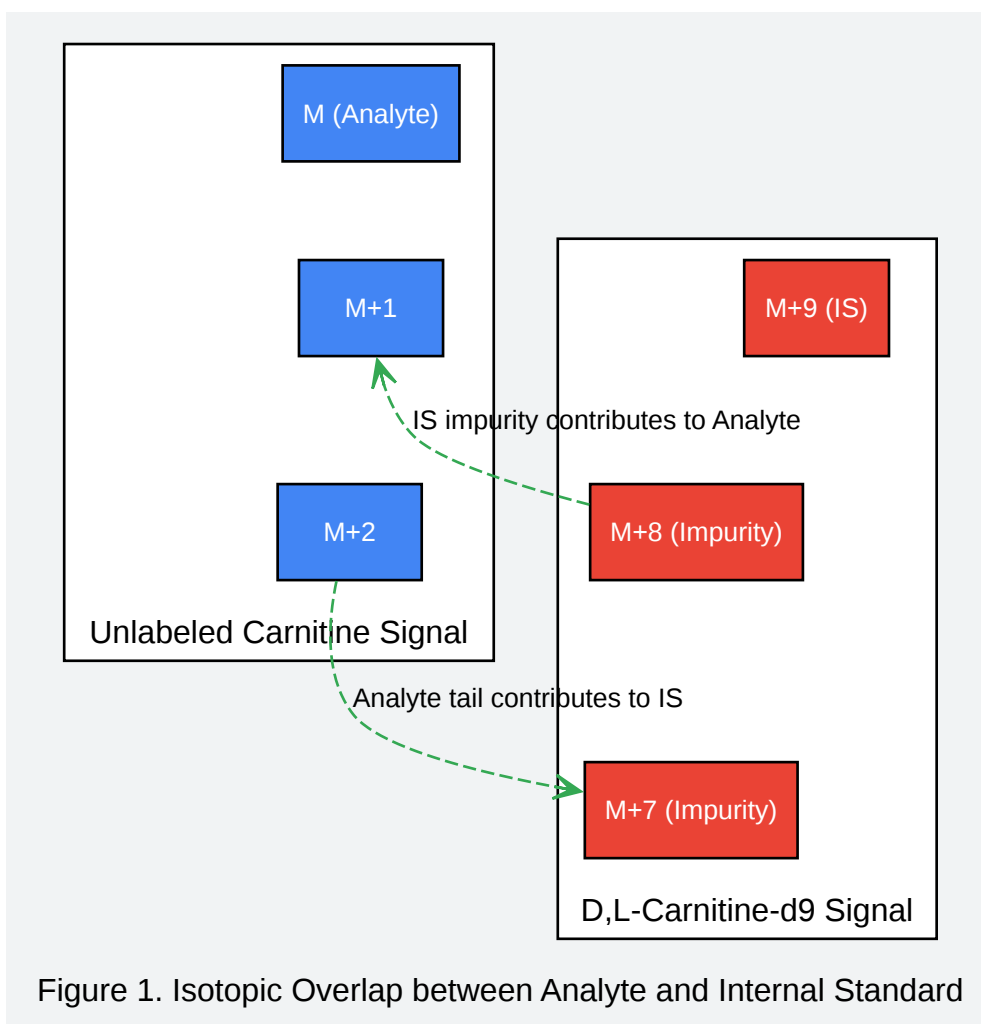 M (Analyte)
M+1
M+9 (IS)
IS impurity contributes to Analyte
M+2
M+8 (Impurity)
Unlabeled Carnitine Signal
Analyte tail contributes to IS
M+7 (Impurity)
D,L-Carnitine-d9 Signal
Figure 1. Isotopic Overlap between Analyte and Internal Standard